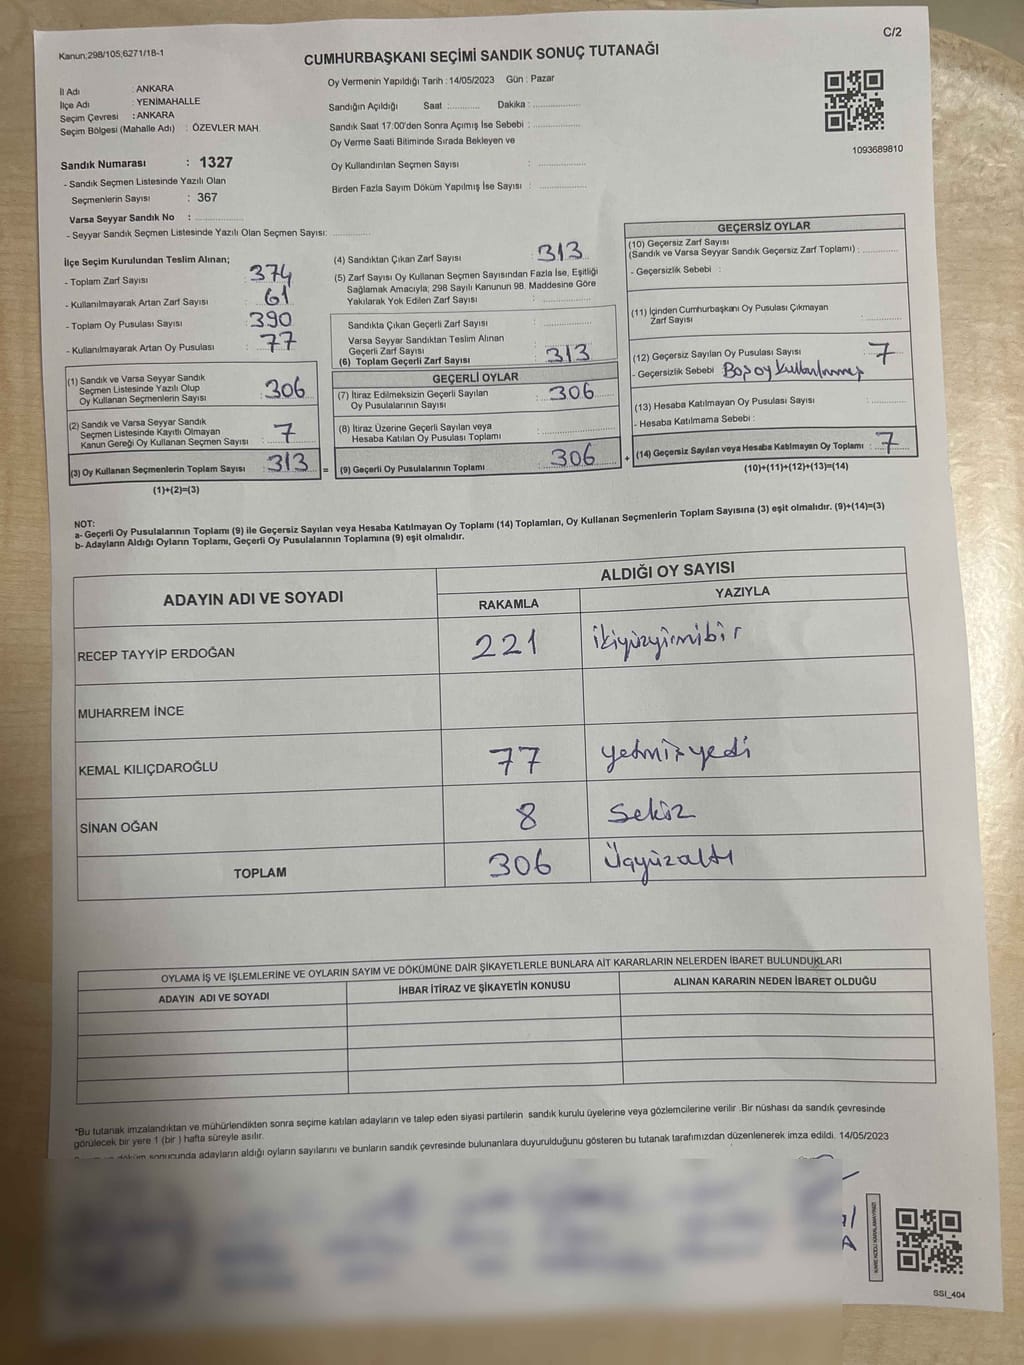 Kanun;298/105,6271/18-1
C/2
CUMHURBAŞKANI SEÇİMİ SANDIK SONUÇ TUTANAĞI
Oy Vermenin Yapıldığı Tarih : 14/05/2023 Gün : Pazar
İl Adı : ANKARA
İlçe Adı : YENİMAHALLE
Seçim Çevresi : ANKARA
Seçim Bölgesi (Mahalle Adı) : ÖZEVLER MAH.
Sandığın Açıldığı Saat :............ Dakika : ..................
Sandık Saat 17:00'den Sonra Açımış İse Sebebi : ..................
Oy Verme Saati Bitiminde Sırada Bekleyen ve
Oy Kullandırılan Seçmen Sayısı : ..................
Birden Fazla Sayım Döküm Yapılmış İse Sayısı : ..................
1093689810
Sandık Numarası : 1327
- Sandık Seçmen Listesinde Yazılı Olan
Seçmenlerin Sayısı : 367
Varsa Seyyar Sandık No : ..................
- Seyyar Sandık Seçmen Listesinde Yazılı Olan Seçmen Sayısı: ..............
İlçe Seçim Kurulundan Teslim Alınan;
- Toplam Zarf Sayısı : 374
- Kullanılmayarak Artan Zarf Sayısı : 61
- Toplam Oy Pusulası Sayısı : 390
- Kullanılmayarak Artan Oy Pusulası : 77
(1) Sandık ve Varsa Seyyar Sandık
Seçmen Listesinde Yazılı Olup
Oy Kullanan Seçmenlerin Sayısı : 306
(2) Sandık ve Varsa Seyyar Sandık
Seçmen Listesinde Kayıtlı Olmayan
Kanun Gereği Oy Kullanan Seçmen Sayısı : 7
(3) Oy Kullanan Seçmenlerin Toplam Sayısı : 313 =
(1)+(2)=(3)
(4) Sandıktan Çıkan Zarf Sayısı : 313
(5) Zarf Sayısı Oy Kullanan Seçmen Sayısından Fazla İse, Eşitliği
Sağlamak Amacıyla; 298 Sayılı Kanunun 98. Maddesine Göre
Yakılarak Yok Edilen Zarf Sayısı : ..................
Sandıkta Çıkan Geçerli Zarf Sayısı : ..................
Varsa Seyyar Sandıktan Teslim Alınan
Geçerli Zarf Sayısı : ..................
(6) Toplam Geçerli Zarf Sayısı : 313
GEÇERLİ OYLAR
(7) İtiraz Edilmeksizin Geçerli Sayılan
Oy Pusulalarının Sayısı : 306
(8) İtiraz Üzerine Geçerli Sayılan veya
Hesaba Katılan Oy Pusulası Toplamı : ..................
(9) Geçerli Oy Pusulalarının Toplamı : 306 +
GEÇERSİZ OYLAR
(10) Geçersiz Zarf Sayısı
(Sandık ve Varsa Seyyar Sandık Geçersiz Zarf Toplamı) : .............
- Geçersizlik Sebebi :
(11) İçinden Cumhurbaşkanı Oy Pusulası Çıkmayan
Zarf Sayısı : .............
(12) Geçersiz Sayılan Oy Pusulası Sayısı : 7
- Geçersizlik Sebebi : Boş oy kullanılmış
(13) Hesaba Katılmayan Oy Pusulası Sayısı : .............
- Hesaba Katılmama Sebebi :
(14) Geçersiz Sayılan veya Hesaba Katılmayan Oy Toplamı : 7
(10)+(11)+(12)+(13)=(14)
NOT:
a- Geçerli Oy Pusulalarının Toplamı (9) ile Geçersiz Sayılan veya Hesaba Katılmayan Oy Toplamı (14) Toplamları, Oy Kullanan Seçmenlerin Toplam Sayısına (3) eşit olmalıdır. (9)+(14)=(3)
b- Adayların Aldığı Oyların Toplamı, Geçerli Oy Pusulalarının Toplamına (9) eşit olmalıdır.
ADAYIN ADI VE SOYADI
ALDIĞI OY SAYISI
RAKAMLA YAZIYLA
RECEP TAYYİP ERDOĞAN 221 ikiyüzyirmibir
MUHARREM İNCE
KEMAL KILIÇDAROĞLU 77 yetmişyedi
SİNAN OĞAN 8 Sekiz
TOPLAM 306 Üçyüzaltı
OYLAMA İŞ VE İŞLEMLERİNE VE OYLARIN SAYIM VE DÖKÜMÜNE DAİR ŞİKAYETLERLE BUNLARA AİT KARARLARIN NELERDEN İBARET BULUNDUKLARI
ADAYIN ADI VE SOYADI İHBAR İTİRAZ VE ŞİKAYETİN KONUSU ALINAN KARARIN NEDEN İBARET OLDUĞU
*Bu tutanak imzalandıktan ve mühürlendikten sonra seçime katılan adayların ve talep eden siyasi partilerin sandık kurulu üyelerine veya gözlemcilerine verilir .Bir nüshası da sandık çevresinde
görülecek bir yere 1 (bir ) hafta süreyle asılır.
döküm sonucunda adayların aldığı oyların sayılarını ve bunların sandık çevresinde bulunanlara duyurulduğunu gösteren bu tutanak tarafımızdan düzenlenerek imza edildi. 14/05/2023
KARE KODU KARALAMAYINIZ!
SSI_404